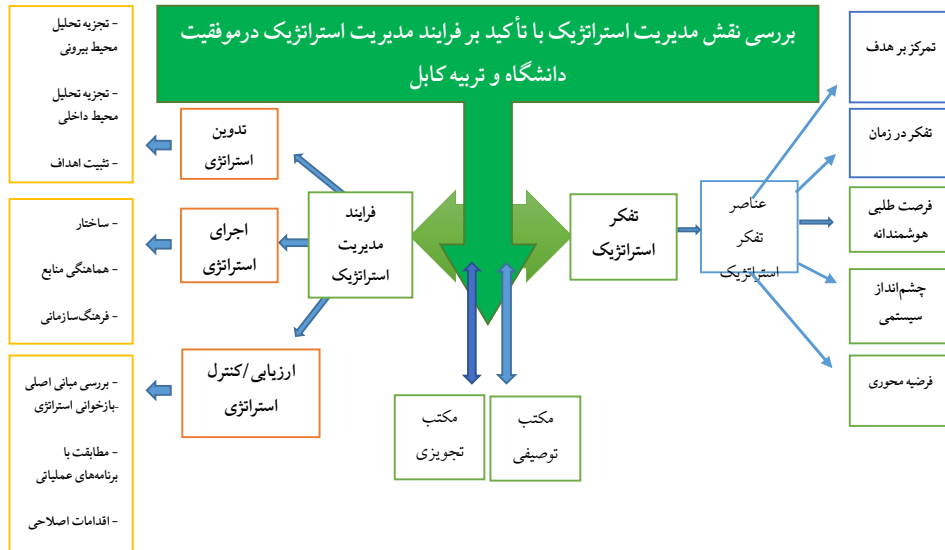 بررسی نقش مدیریت استراتژیک با تأکید بر فرایند مدیریت استراتژیک درموفقیت
دانشگاه و تربیه کابل
تمرکز بر هدف
تفکر در زمان
فرصت طلبی
هوشمندانه
چشم‌انداز
سیستمی
فرضیه محوری
عناصر
تفکر
استراتژیک
تفکر
استراتژیک
فرایند
مدیریت
استراتژیک
تدوین
استراتژی
اجرای
استراتژی
ارزیابی/کنترل
استراتژی
- تجزیه تحلیل
محیط بیرونی
- تجزیه تحلیل
محیط داخلی
- تثبیت اهداف
- ساختار
- هماهنگی منابع
- فرهنگ‌سازمانی
- بررسی مبانی اصلی
-بازخوانی استراتژی
- مطابقت با
برنامه‌های عملیاتی
- اقدامات اصلاحی
مکتب
توصیفی
مکتب
تجویزی